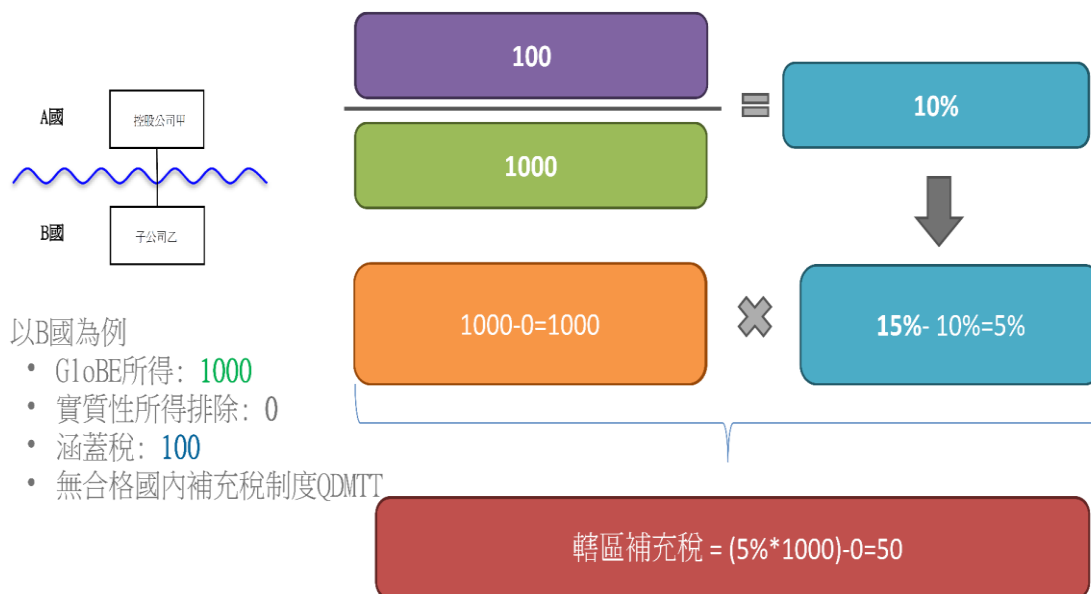 A國
控股公司甲
B國
子公司乙
以B國為例
• GloBE所得: 1000
• 實質性所得排除: 0
• 涵蓋稅: 100
• 無合格國內補充稅制度QDMTT
100
1000
10%
1000-0=1000
15%- 10%=5%
轄區補充稅 = (5%*1000)-0=50